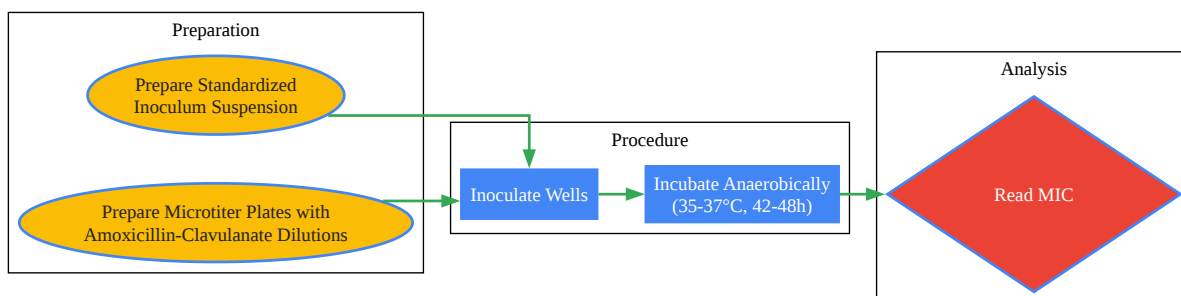 Preparation
Prepare Standardized
Inoculum Suspension
Prepare Microtiter Plates with
Amoxicillin-Clavulanate Dilutions
Procedure
Inoculate Wells
Incubate Anaerobically
(35-37°C, 42-48h)
Analysis
Read MIC